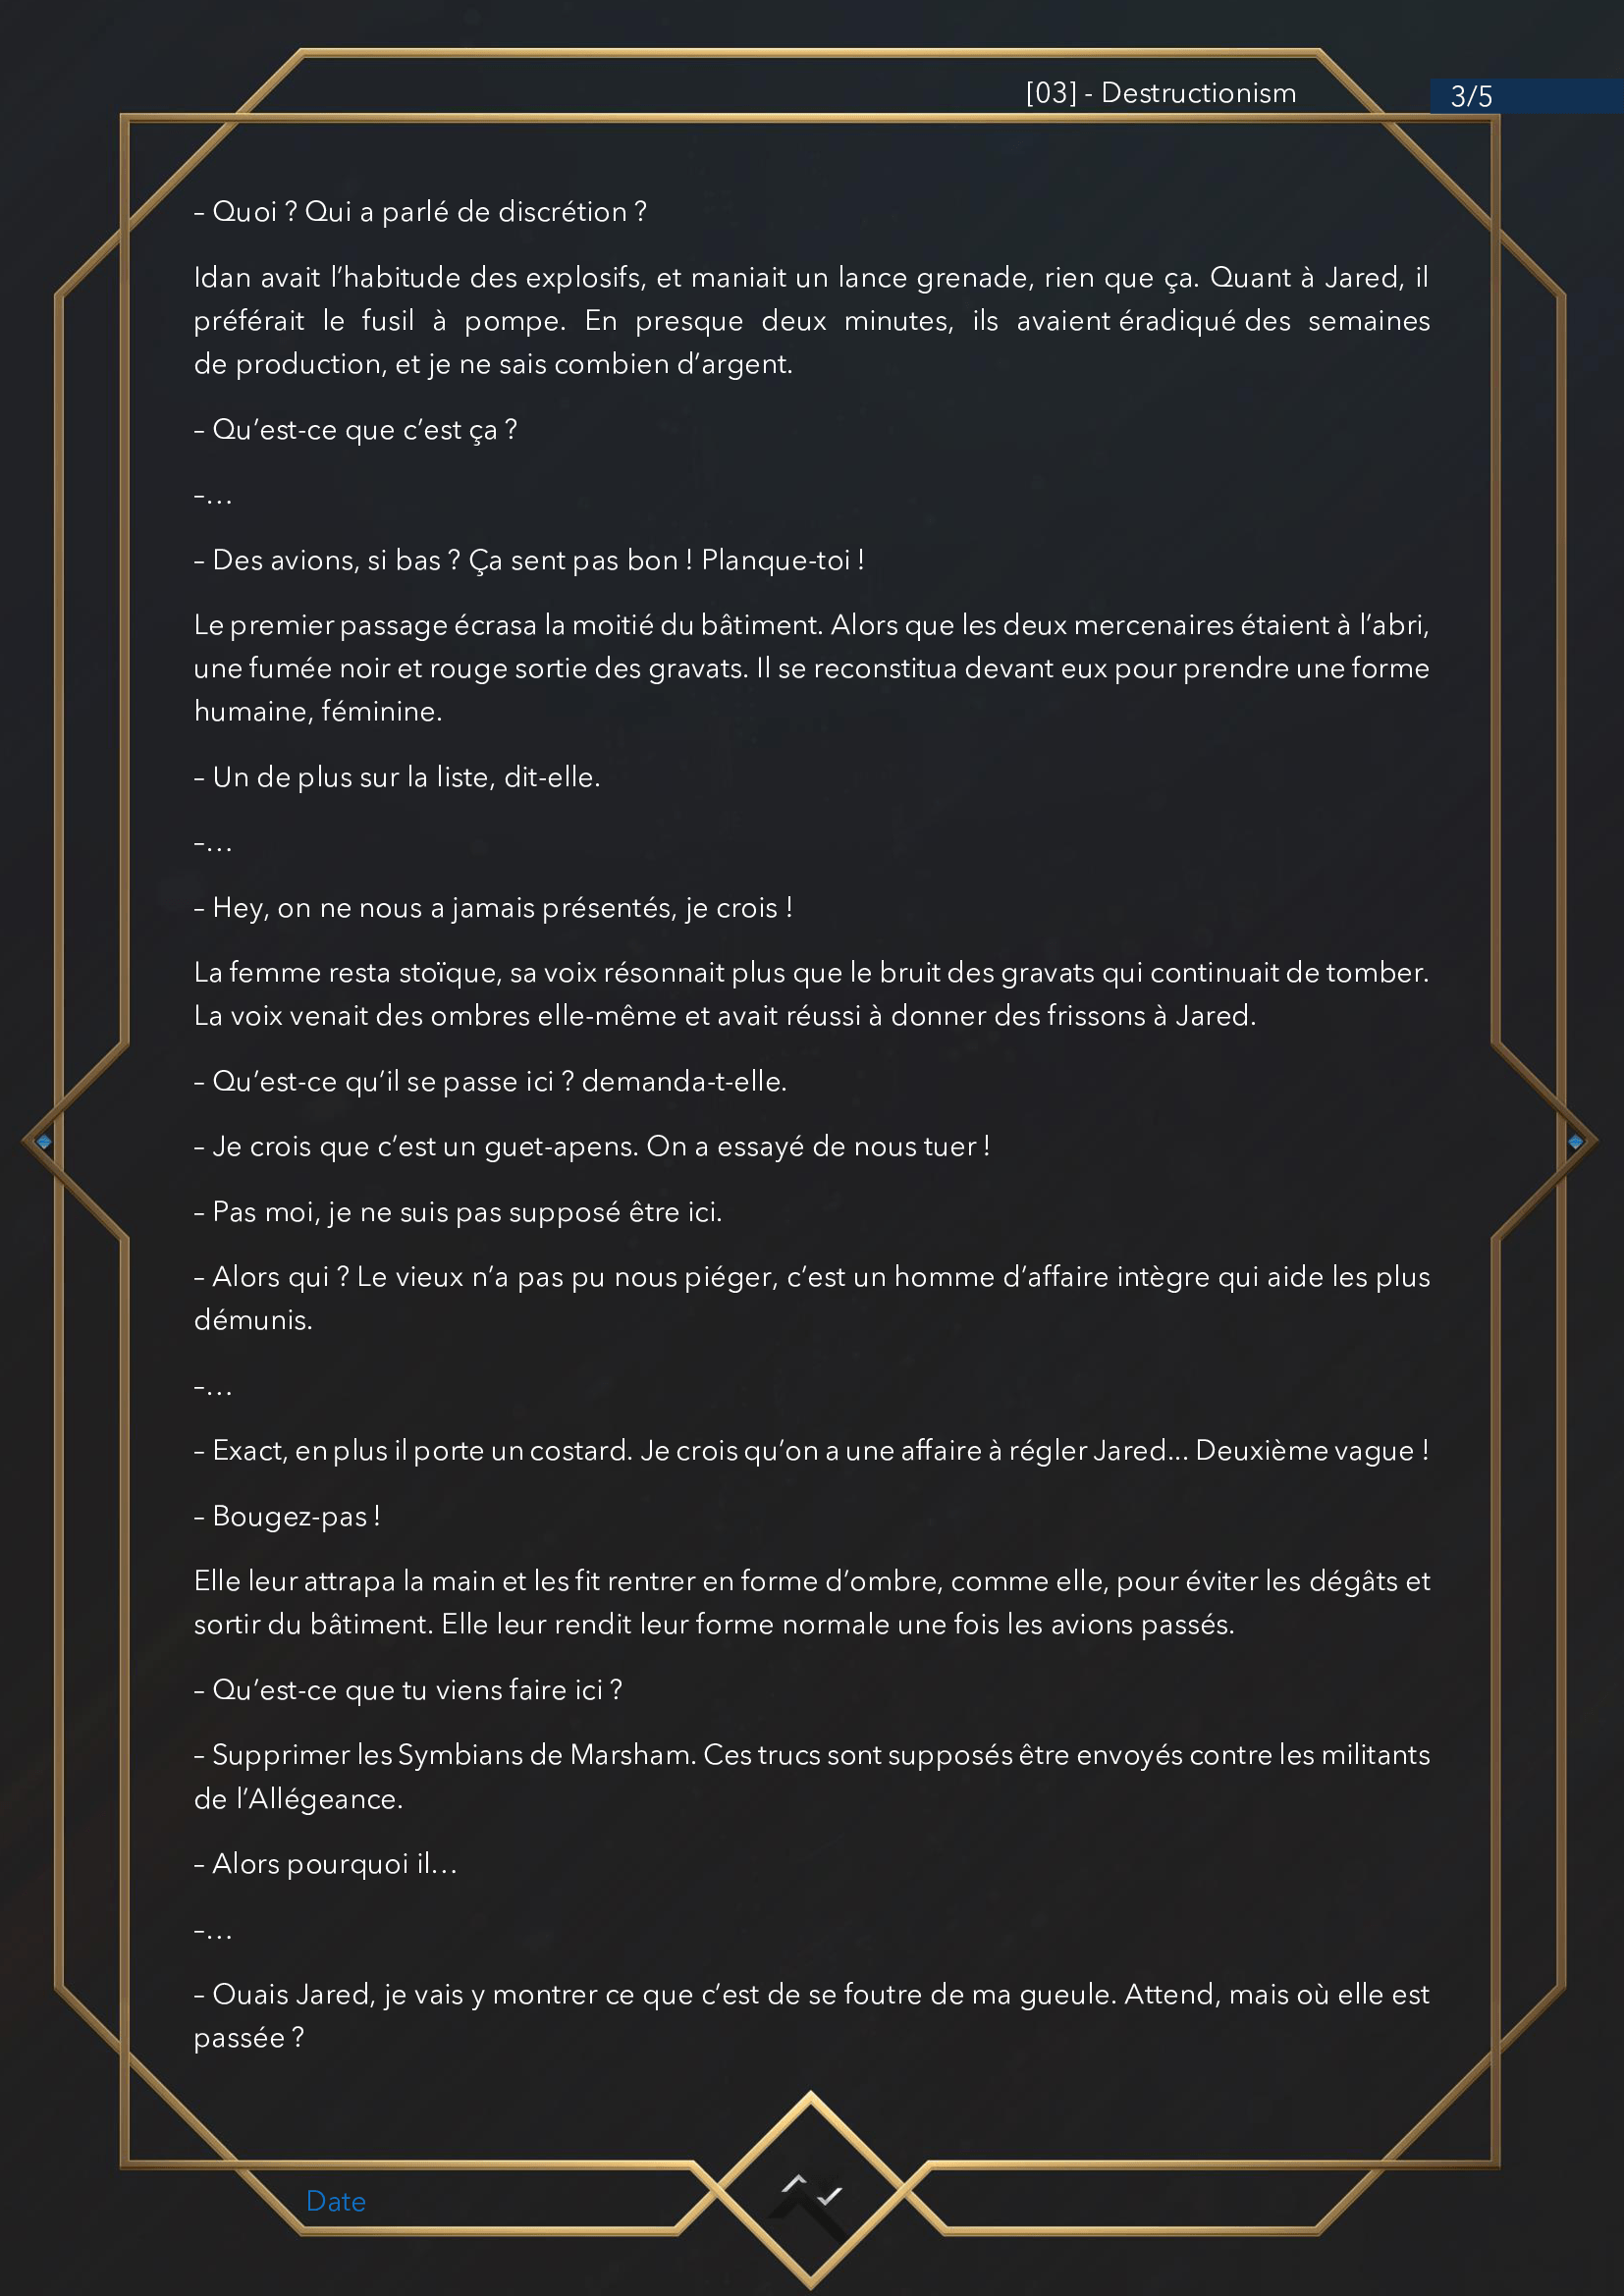 [03] - Destructionism
3/5
– Quoi ? Qui a parlé de discrétion ?
Idan avait l’habitude des explosifs, et maniait un lance grenade, rien que ça. Quant à Jared, il
préférait le fusil à pompe. En presque deux minutes, ils avaient éradiqué des semaines
de production, et je ne sais combien d’argent.
– Qu’est-ce que c’est ça ?
–…
– Des avions, si bas ? Ça sent pas bon ! Planque-toi !
Le premier passage écrasa la moitié du bâtiment. Alors que les deux mercenaires étaient à l’abri,
une fumée noir et rouge sortie des gravats. Il se reconstitua devant eux pour prendre une forme
humaine, féminine.
– Un de plus sur la liste, dit-elle.
–…
– Hey, on ne nous a jamais présentés, je crois !
La femme resta stoïque, sa voix résonnait plus que le bruit des gravats qui continuait de tomber.
La voix venait des ombres elle-même et avait réussi à donner des frissons à Jared.
– Qu’est-ce qu’il se passe ici ? demanda-t-elle.
– Je crois que c’est un guet-apens. On a essayé de nous tuer !
– Pas moi, je ne suis pas supposé être ici.
– Alors qui ? Le vieux n’a pas pu nous piéger, c’est un homme d’affaire intègre qui aide les plus
démunis.
–…
– Exact, en plus il porte un costard. Je crois qu’on a une affaire à régler Jared... Deuxième vague !
– Bougez-pas !
Elle leur attrapa la main et les fit rentrer en forme d’ombre, comme elle, pour éviter les dégâts et
sortir du bâtiment. Elle leur rendit leur forme normale une fois les avions passés.
– Qu’est-ce que tu viens faire ici ?
– Supprimer les Symbians de Marsham. Ces trucs sont supposés être envoyés contre les militants
de l’Allégeance.
– Alors pourquoi il…
–…
– Ouais Jared, je vais y montrer ce que c’est de se foutre de ma gueule. Attend, mais où elle est
passée ?
Date